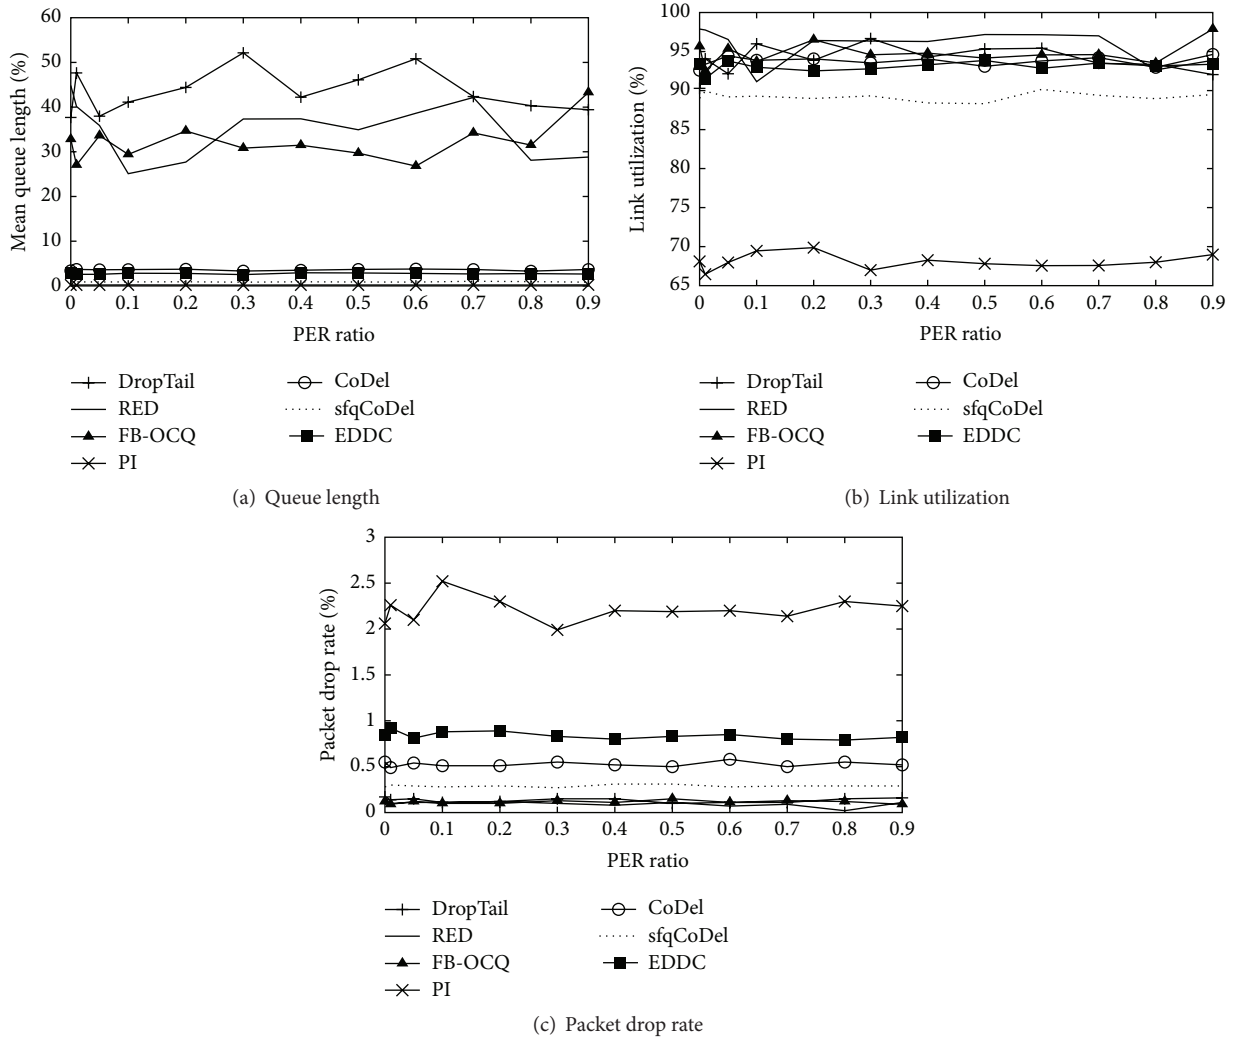 Mean queue length (%)
60
50
40
30
20
10
0
0 0.1 0.2 0.3 0.4 0.5 0.6 0.7 0.8 0.9
PER ratio
DropTail
RED
FB-OCQ
PI
CoDel
sfqCoDel
EDDC
(a) Queue length
Link utilization (%)
100
95
90
85
80
75
70
65
0 0.1 0.2 0.3 0.4 0.5 0.6 0.7 0.8 0.9
PER ratio
DropTail
RED
FB-OCQ
PI
CoDel
sfqCoDel
EDDC
(b) Link utilization
Packet drop rate (%)
3
2.5
2
1.5
1
0.5
0
0 0.1 0.2 0.3 0.4 0.5 0.6 0.7 0.8 0.9
PER ratio
DropTail
RED
FB-OCQ
PI
CoDel
sfqCoDel
EDDC
(c) Packet drop rate